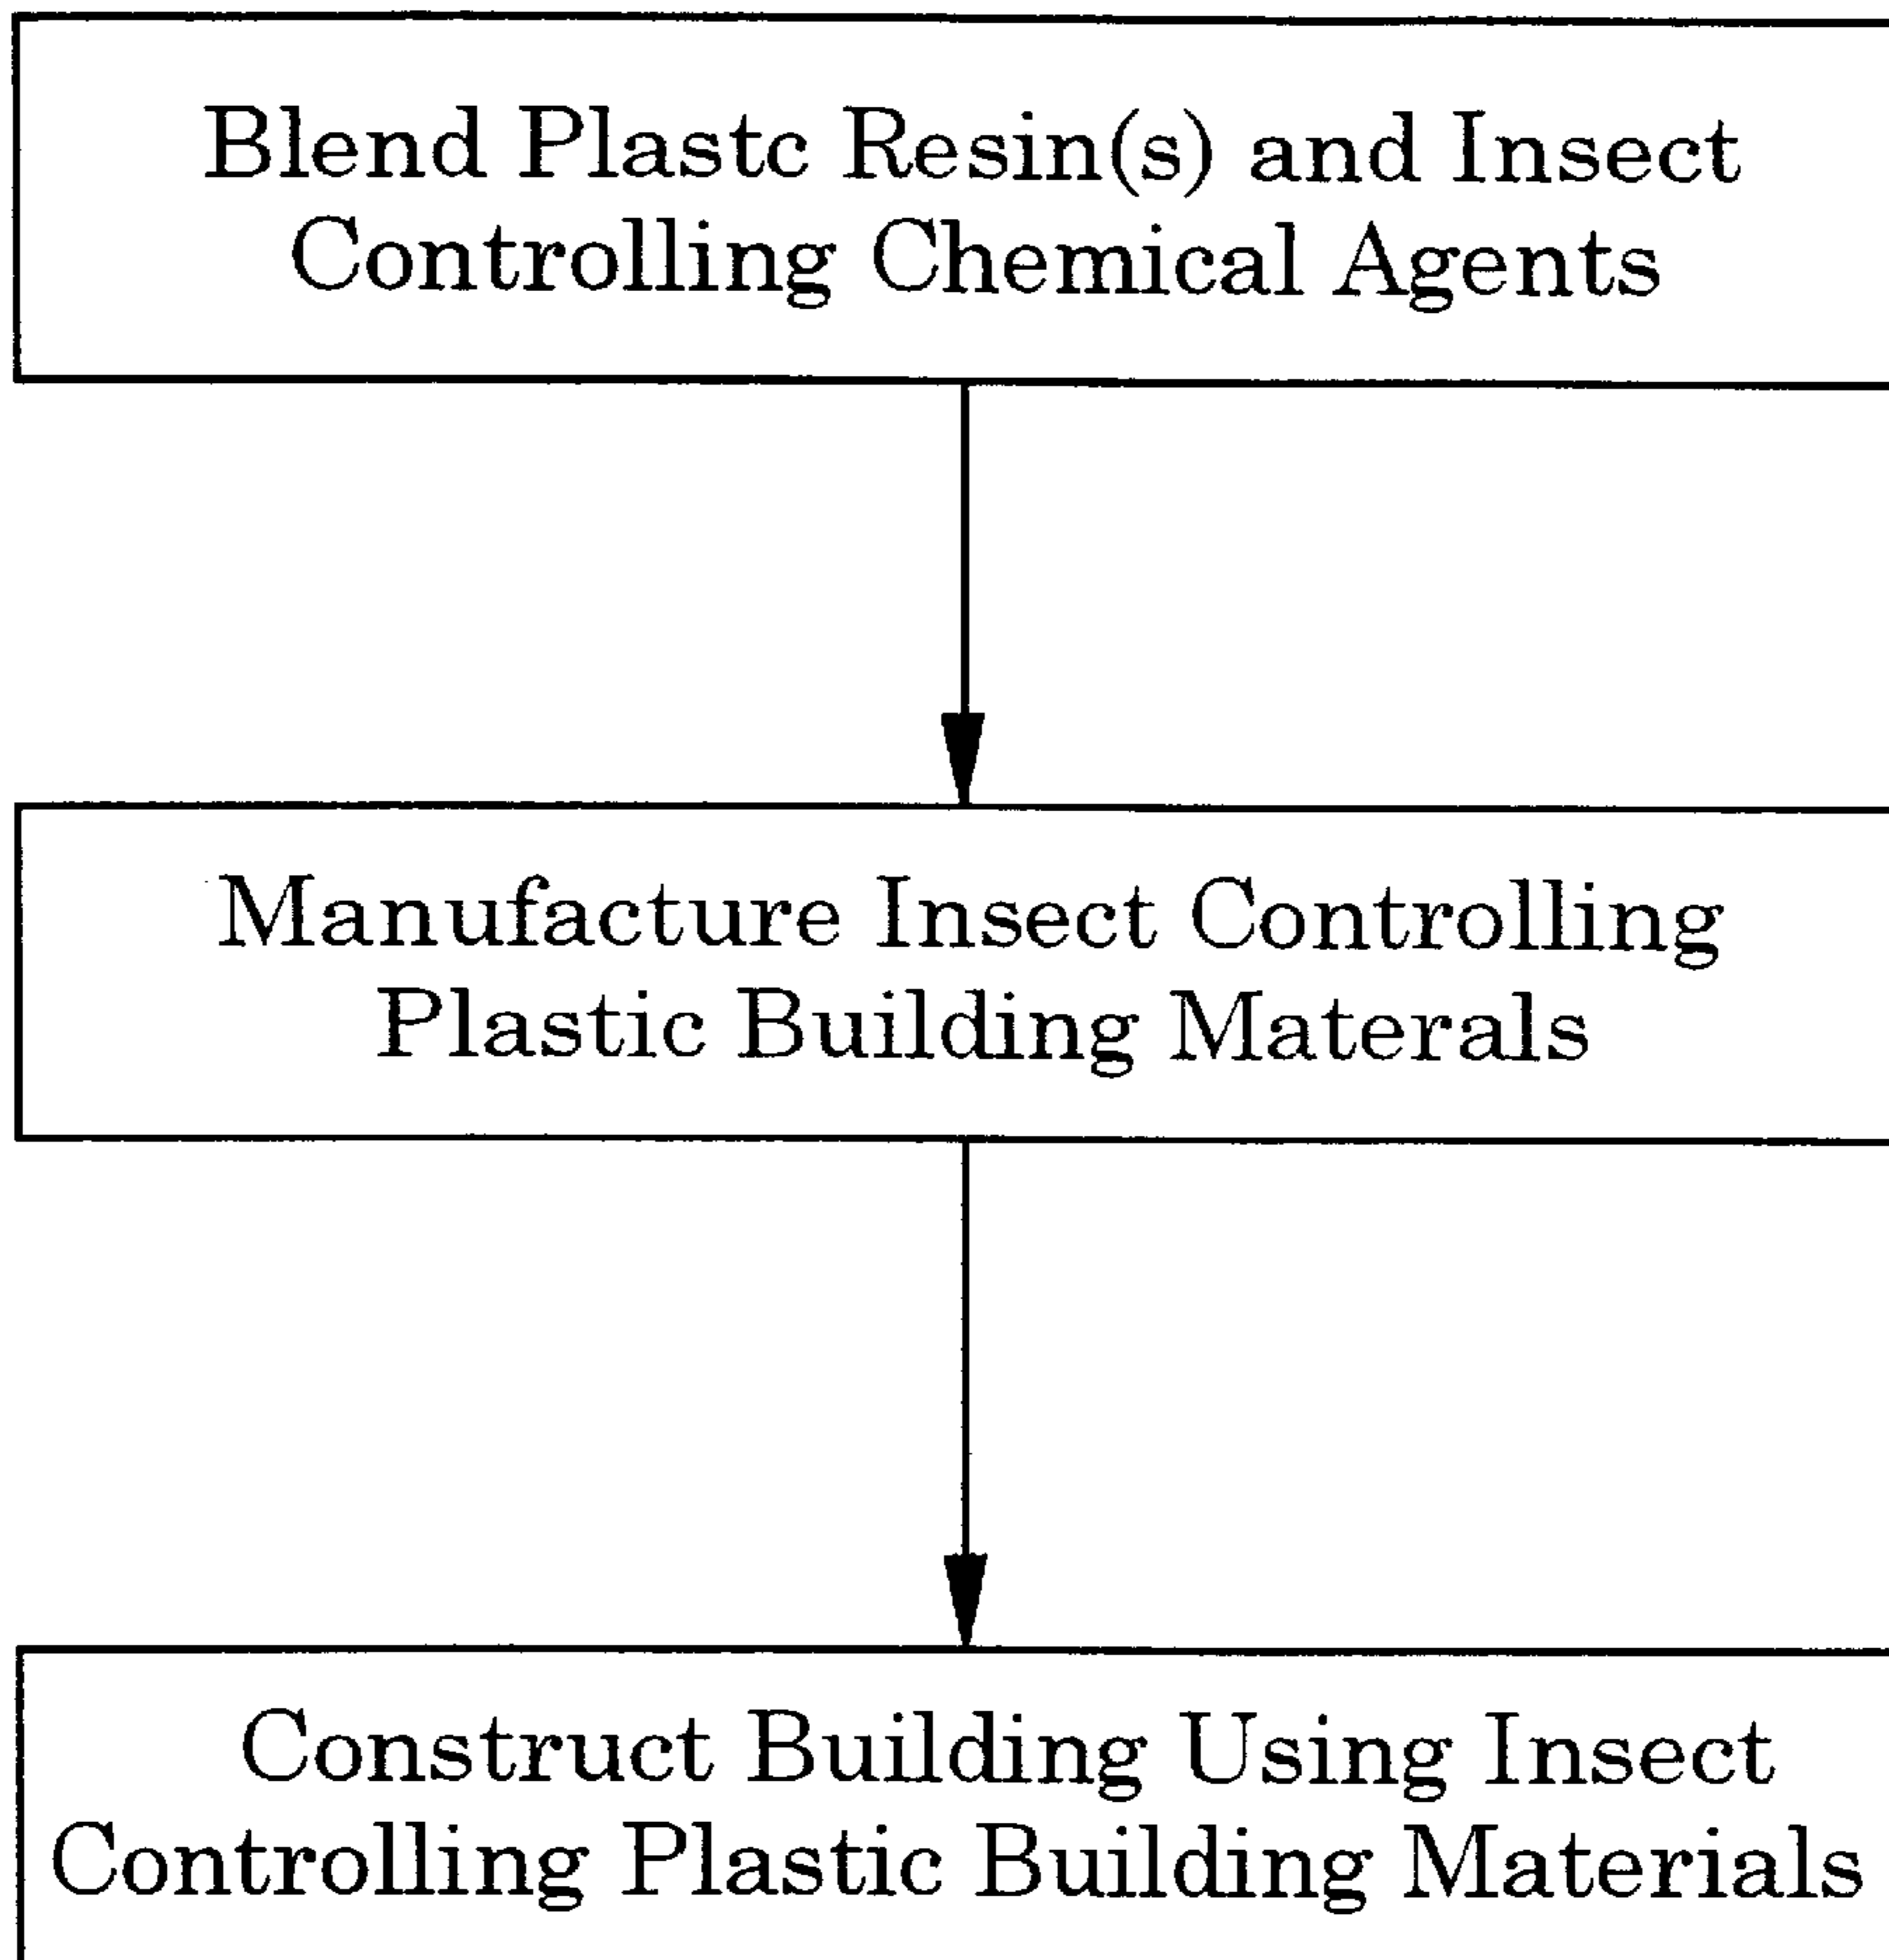 Blend Plastc Resin(s) and Insect
Controlling Chemical Agents
Manufacture Insect Controlling
Plastic Building Materals
Construct Building Using Insect
Controlling Plastic Building Materials